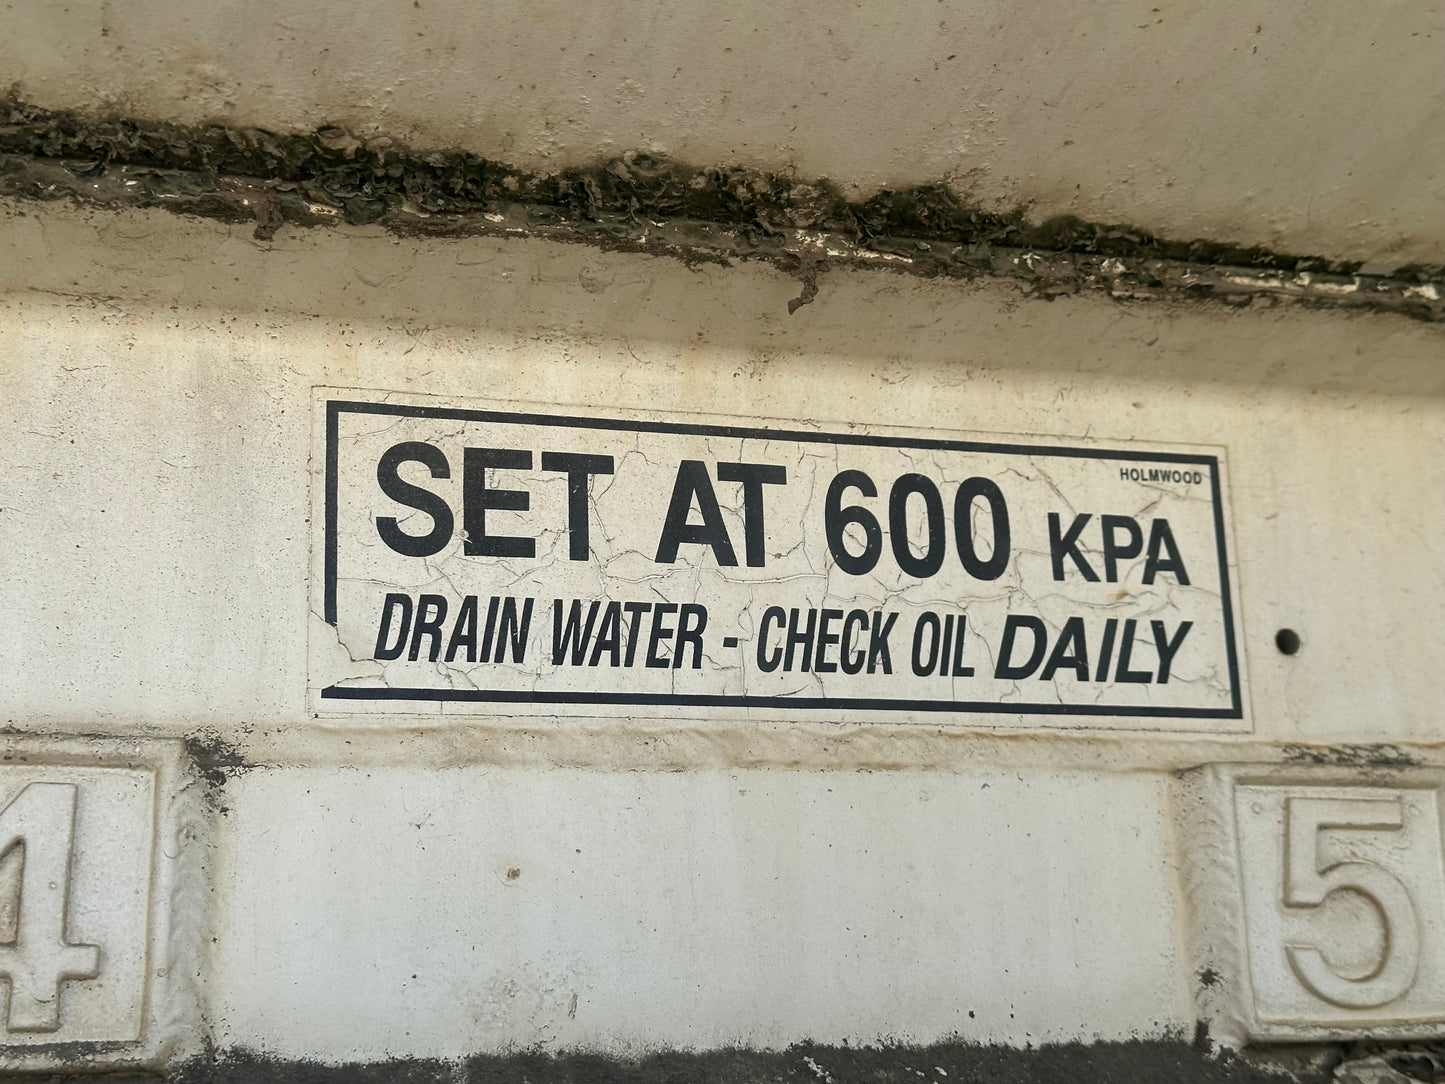 HOLMWOOD
SET AT 600 KPA
DRAIN WATER - CHECK OIL DAILY
4
5